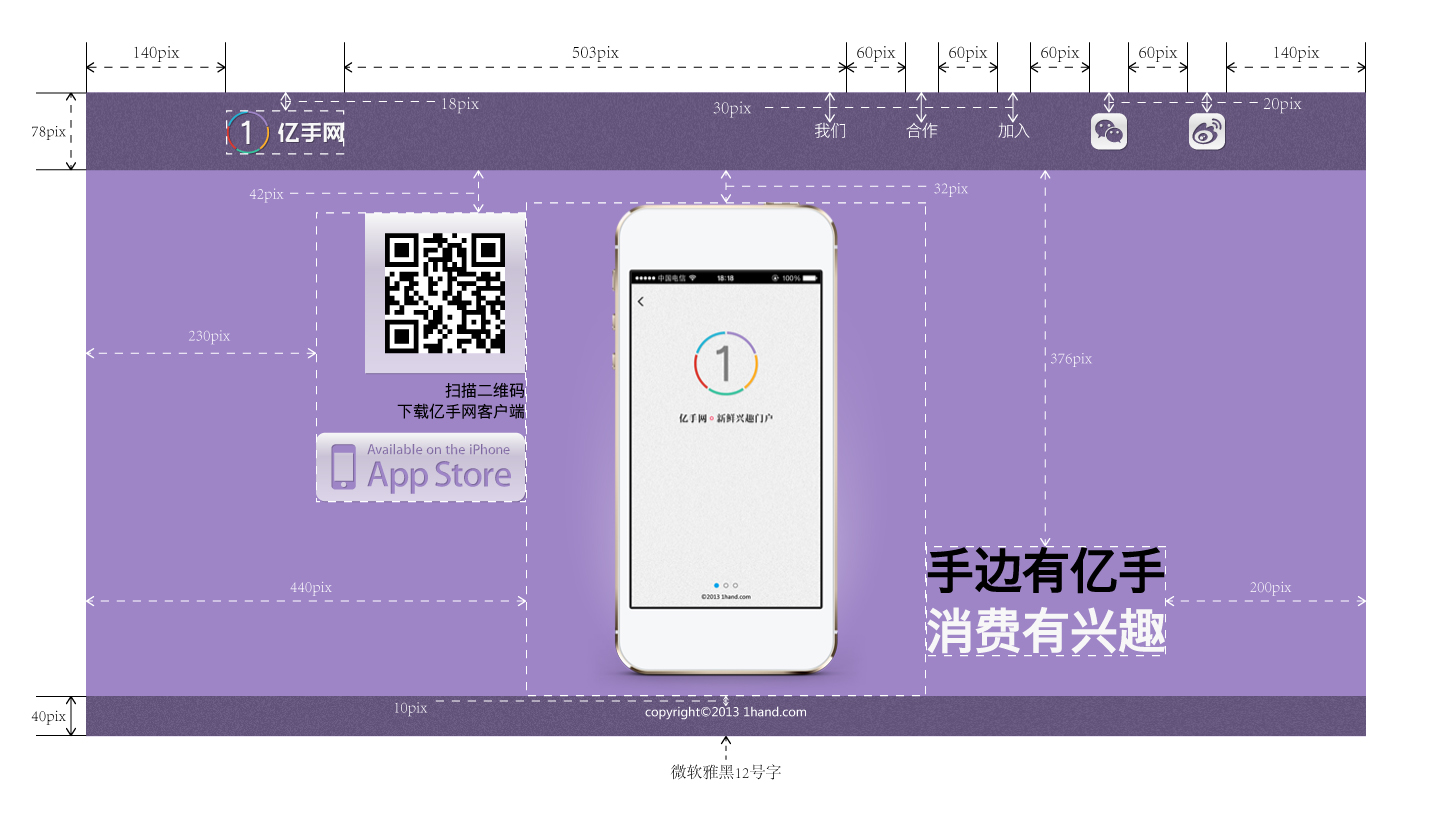 140pix
503pix
60pix
60pix
60pix
60pix
140pix
78pix
18pix
30pix
20pix
1 亿手网
我们
合作
加入
42pix
32pix
中国电信
18:18
100%
230pix
376pix
1
亿手网 新鲜兴趣门户
扫描二维码
下载亿手网客户端
Available on the iPhone
App Store
440pix
200pix
手边有亿手
消费有兴趣
©2013 1hand.com
40pix
10pix
copyright©2013 1hand.com
微软雅黑12号字